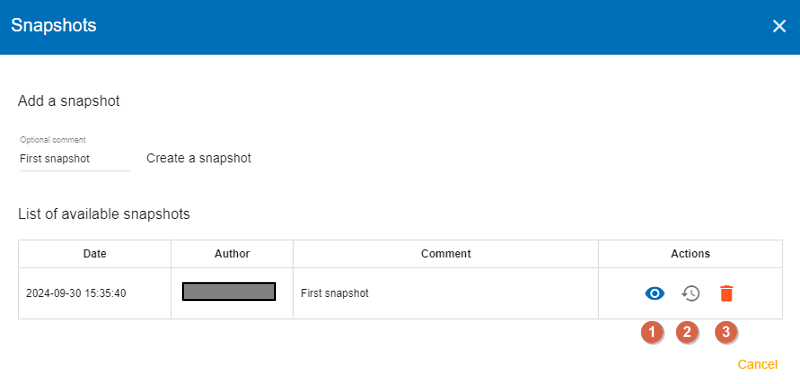 Snapshots
Add a snapshot
Optional comment
First snapshot
Create a snapshot
List of available snapshots
Date Author Comment Actions
2024-09-30 15:35:40 First snapshot
1 2 3
Cancel